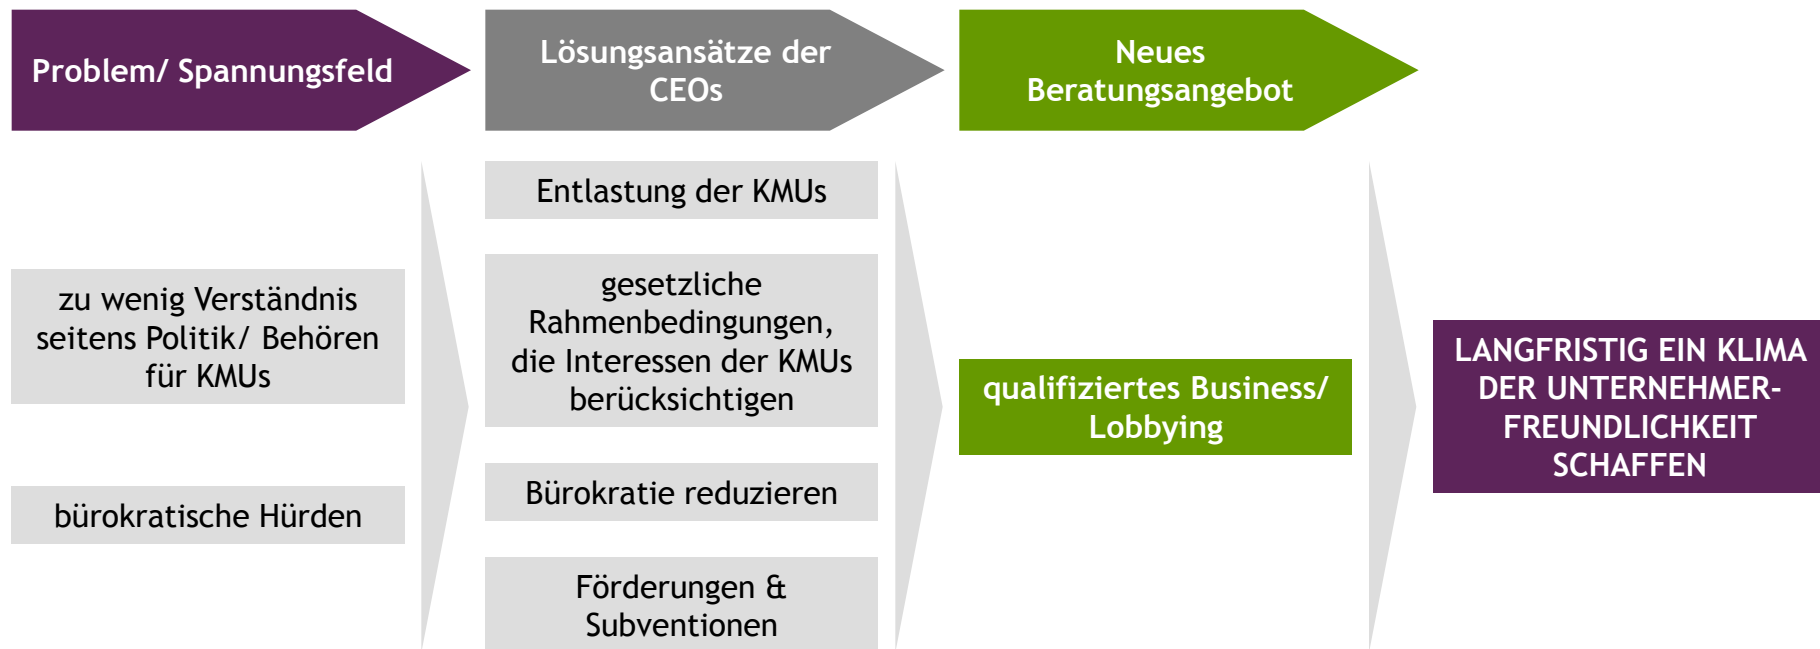 Problem/ Spannungsfeld
Lösungsansätze der
CEOs
Neues
Beratungsangebot
zu wenig Verständnis
seitens Politik/ Behören
für KMUs
bürokratische Hürden
Entlastung der KMUs
gesetzliche
Rahmenbedingungen,
die Interessen der KMUs
berücksichtigen
Bürokratie reduzieren
Förderungen &
Subventionen
qualifiziertes Business/
Lobbying
LANGFRISTIG EIN KLIMA
DER UNTERNEHMER-
FREUNDLICHKEIT
SCHAFFEN